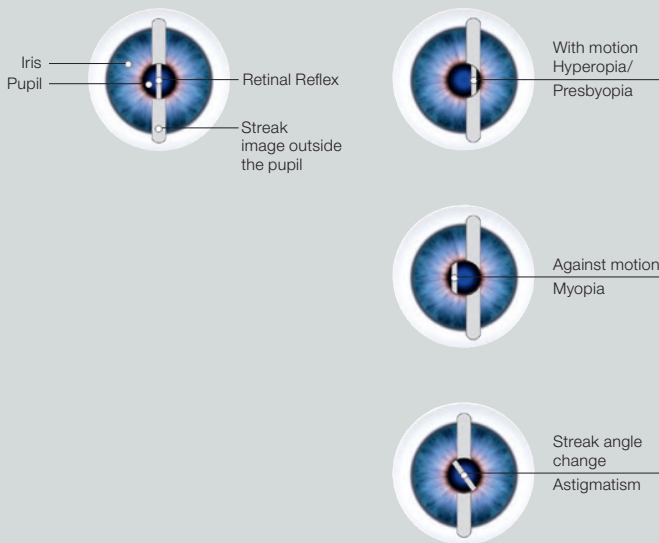 Iris
Pupil
Retinal Reflex
Streak
image outside
the pupil
With motion
Hyperopia/
Presbyopia
Against motion
Myopia
Streak angle
change
Astigmatism